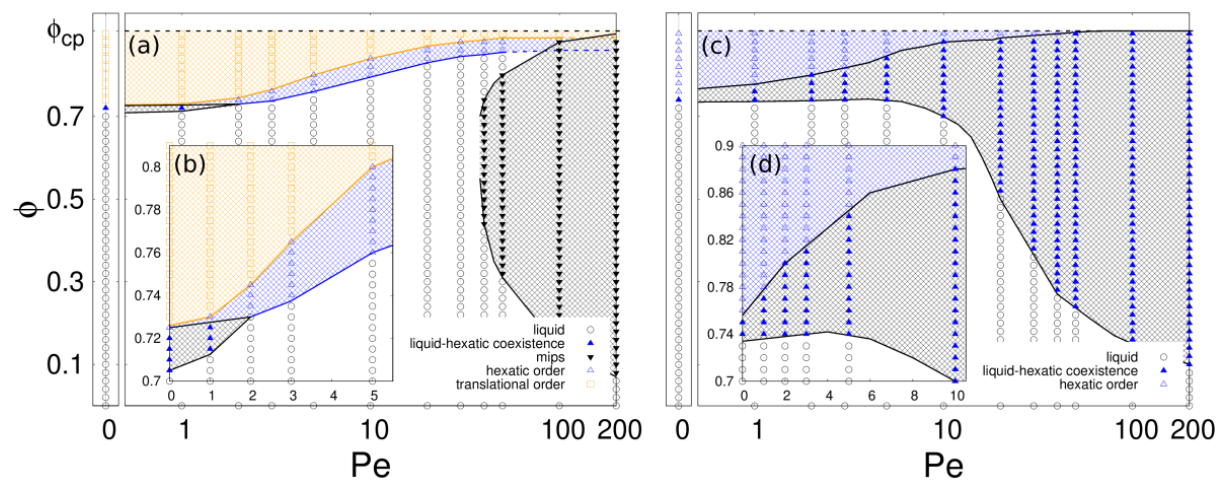 ϕcp
(a)
(c)
0.7
0.5
0.3
0.1
ϕ
(b)
0.8
0.78
0.76
0.74
0.72
0.7
0 1 2 3 4 5
liquid
liquid-hexatic coexistence
mips
hexatic order
translational order
(d)
0.9
0.86
0.82
0.78
0.74
0.7
0 2 4 6 8 10
liquid
liquid-hexatic coexistence
hexatic order
0 1 10 100 200
0 1 10 100 200
Pe
Pe